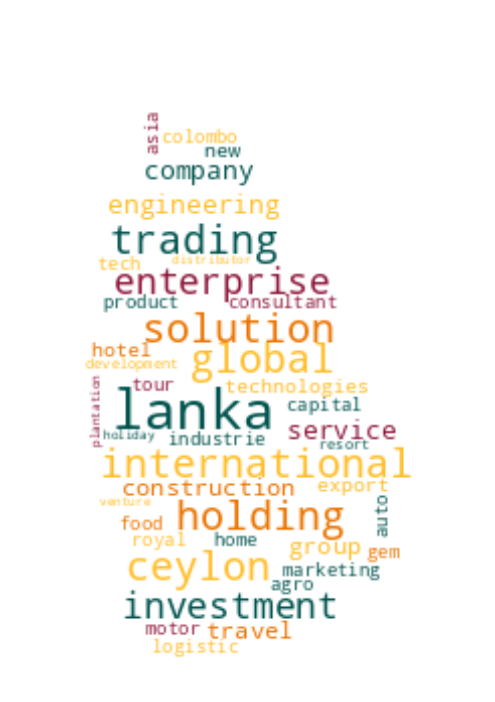 asia
colombo
new
company
engineering
trading
tech
distributor
enterprise
product
consultant
solution
hotel
global
development
tour
technologies
plantation
lanka
capital
service
holiday
industrie
resort
international
construction
export
venture
food
holding
auto
royal
home
group
gem
ceylon
marketing
agro
investment
motor
travel
logistic